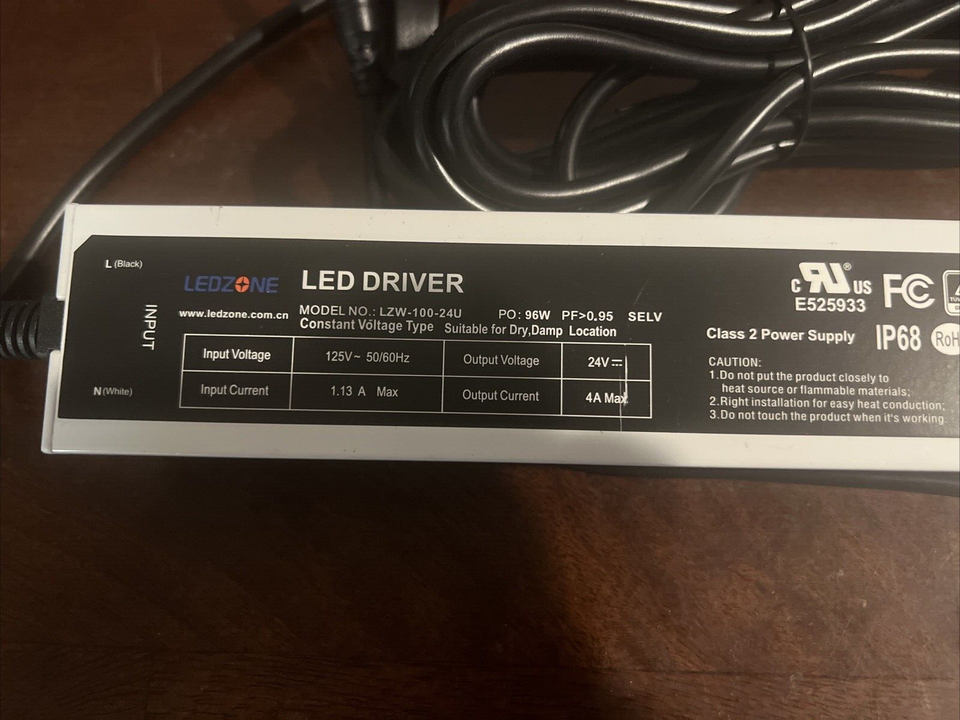 L (Black)
INPUT
N (White)
LEDZONE
www.ledzone.com.cn
LED DRIVER
MODEL NO.: LZW-100-24U PO: 96W PF>0.95 SELV
Constant Voltage Type Suitable for Dry,Damp Location
Input Voltage 125V~ 50/60Hz Output Voltage 24V⎓
Input Current 1.13 A Max Output Current 4A Max
c RU® US FC
E525933
Class 2 Power Supply IP68 RoH
CAUTION:
1.Do not put the product closely to
heat source or flammable materials;
2.Right installation for easy heat conduction;
3.Do not touch the product when it's working.